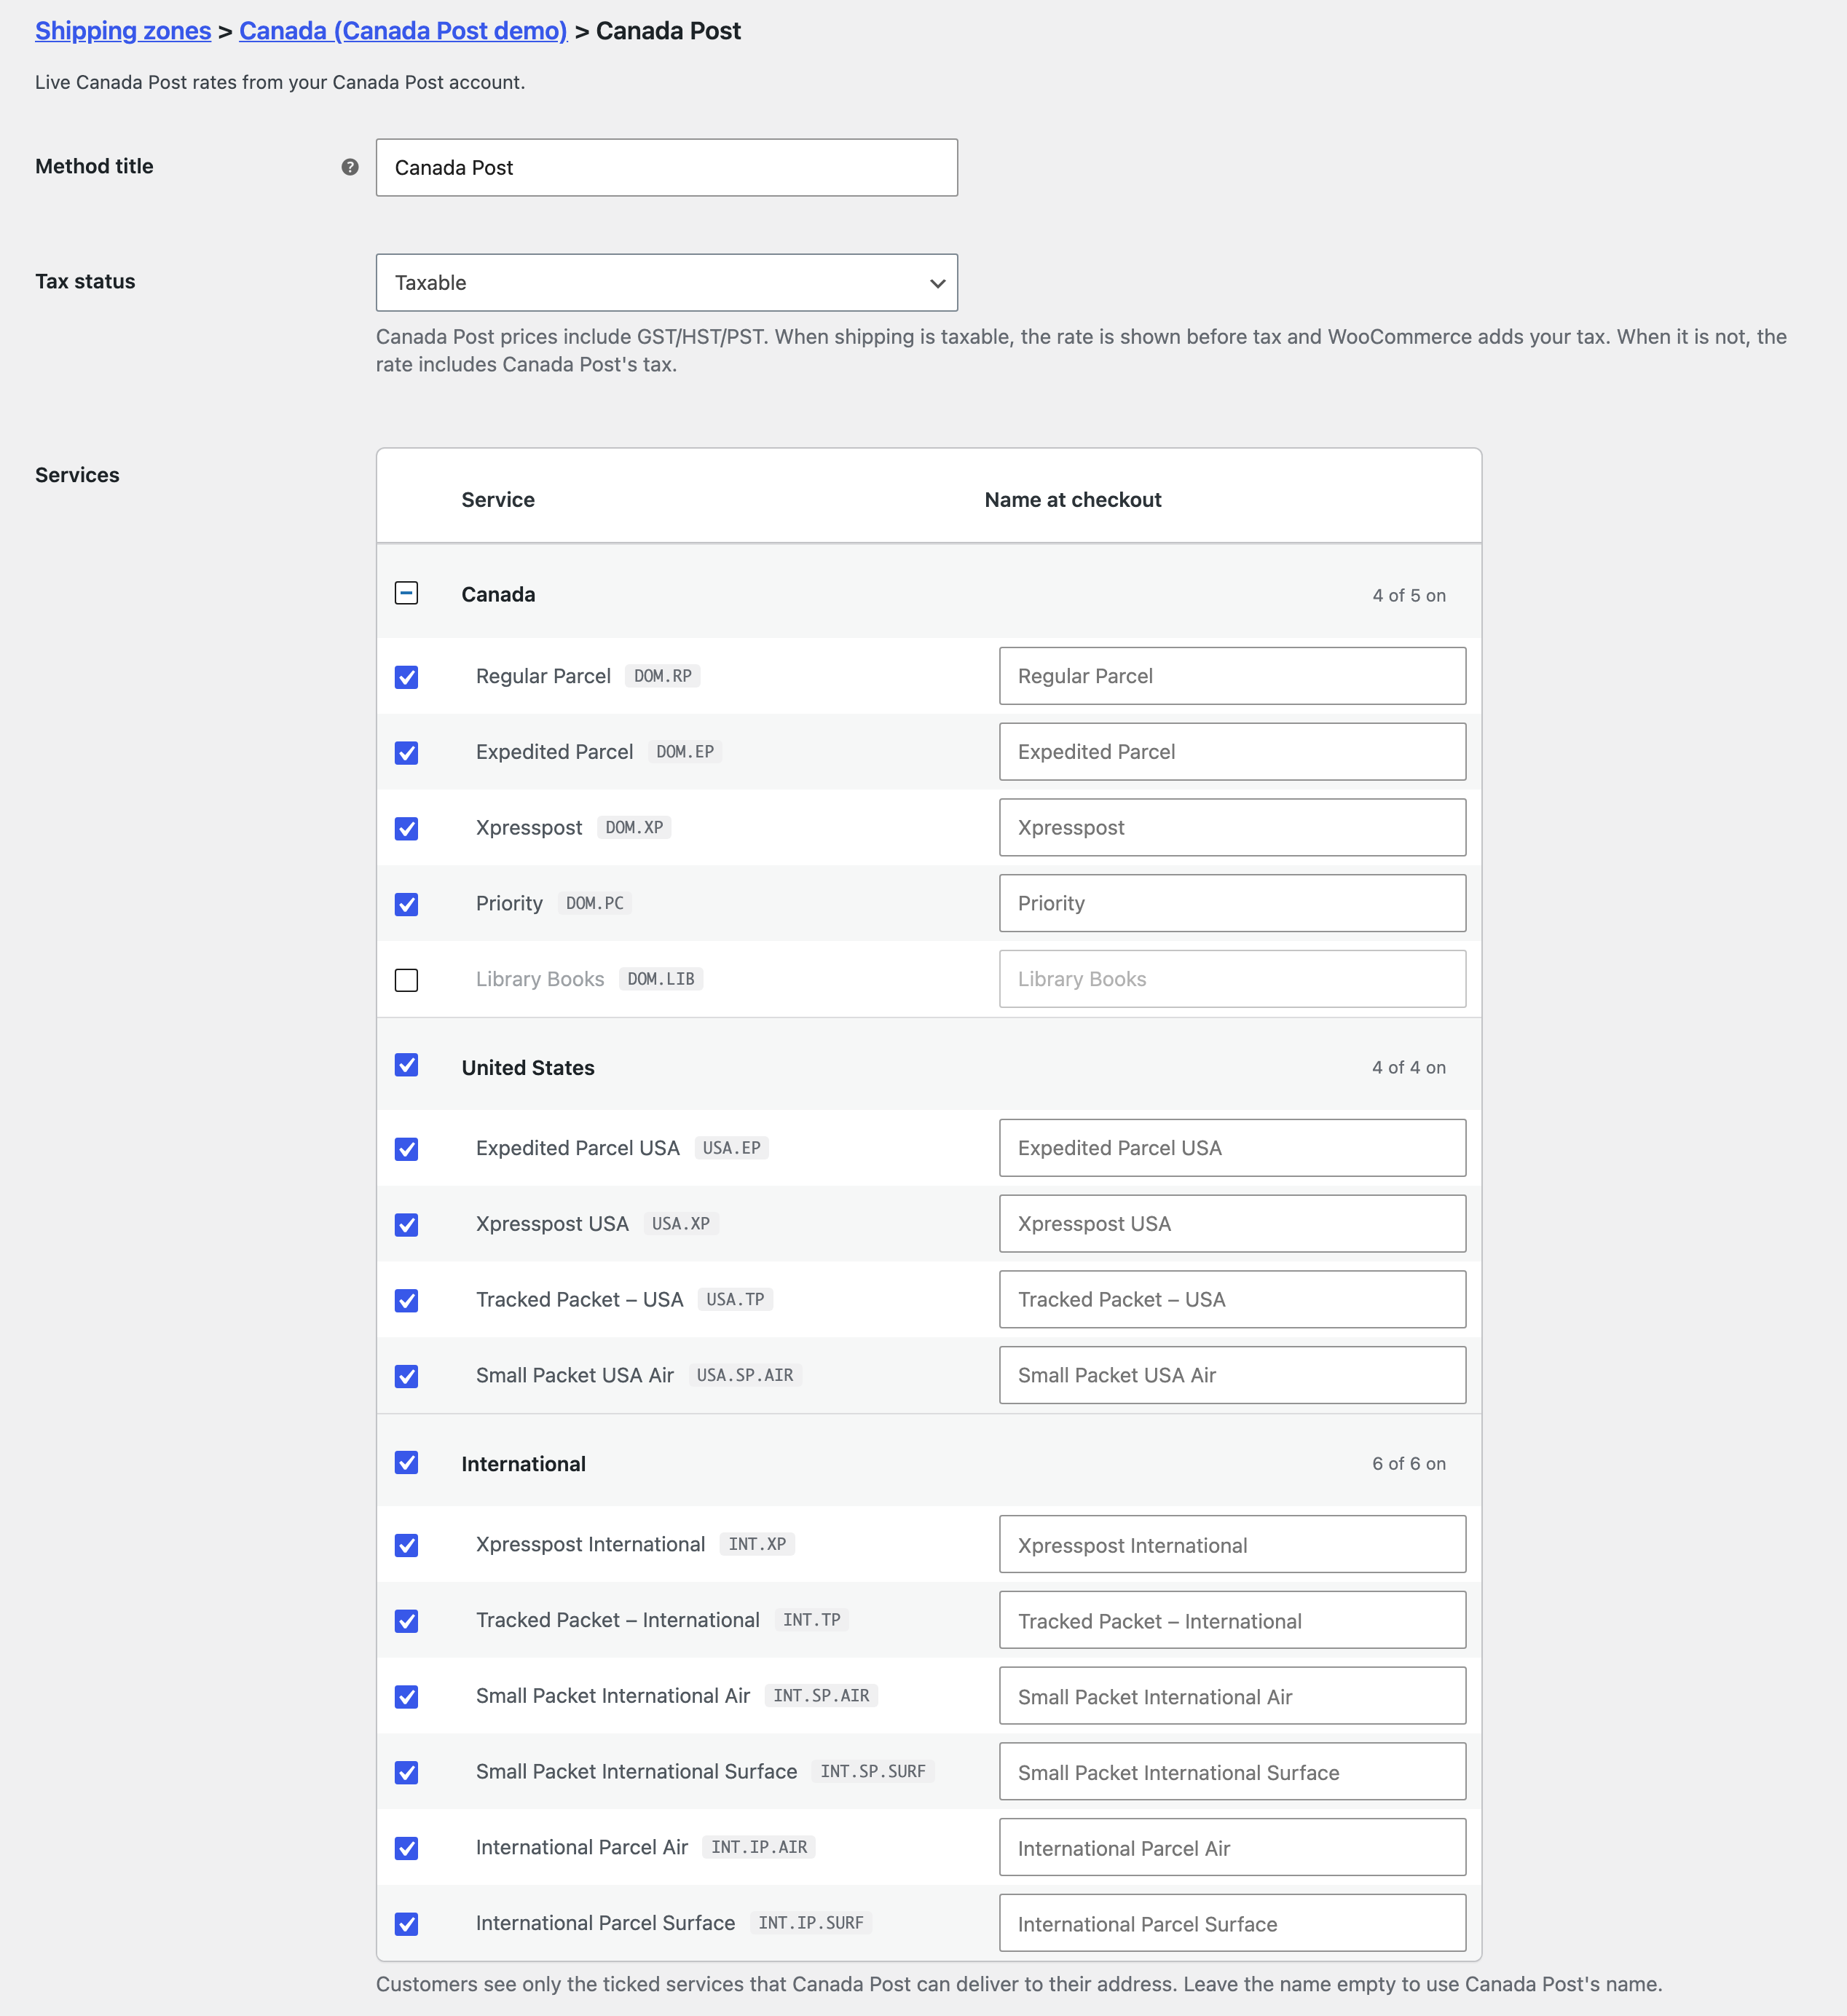 Shipping zones > Canada (Canada Post demo) > Canada Post
Live Canada Post rates from your Canada Post account.
Method title ? Canada Post
Tax status Taxable
Canada Post prices include GST/HST/PST. When shipping is taxable, the rate is shown before tax and WooCommerce adds your tax. When it is not, the
rate includes Canada Post's tax.
Services
Service Name at checkout
Canada 4 of 5 on
Regular Parcel DOM.RP Regular Parcel
Expedited Parcel DOM.EP Expedited Parcel
Xpresspost DOM.XP Xpresspost
Priority DOM.PC Priority
Library Books DOM.LIB Library Books
United States 4 of 4 on
Expedited Parcel USA USA.EP Expedited Parcel USA
Xpresspost USA USA.XP Xpresspost USA
Tracked Packet – USA USA.TP Tracked Packet – USA
Small Packet USA Air USA.SP.AIR Small Packet USA Air
International 6 of 6 on
Xpresspost International INT.XP Xpresspost International
Tracked Packet – International INT.TP Tracked Packet – International
Small Packet International Air INT.SP.AIR Small Packet International Air
Small Packet International Surface INT.SP.SURF Small Packet International Surface
International Parcel Air INT.IP.AIR International Parcel Air
International Parcel Surface INT.IP.SURF International Parcel Surface
Customers see only the ticked services that Canada Post can deliver to their address. Leave the name empty to use Canada Post's name.